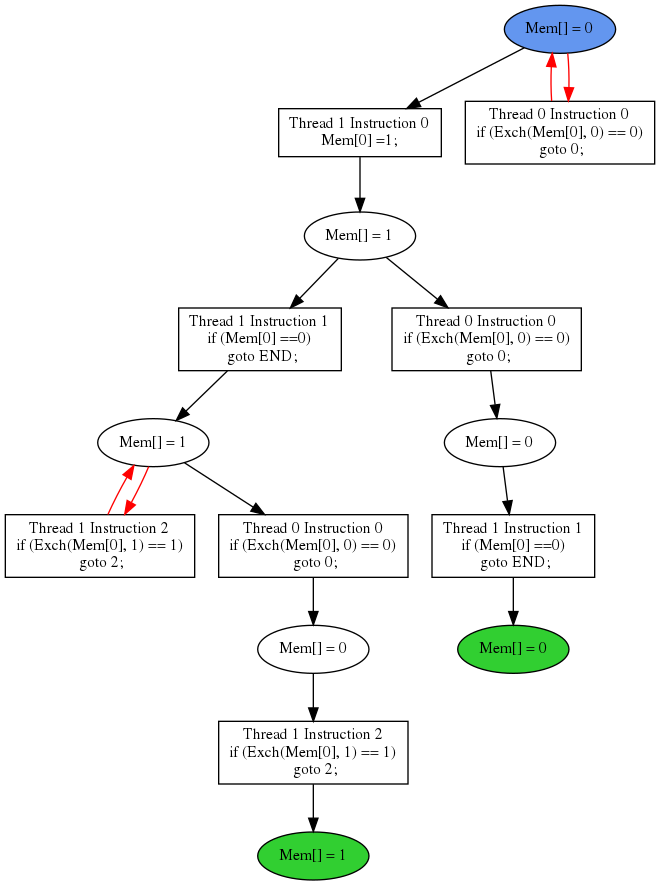 Mem[] = 0
Thread 1 Instruction 0
Mem[0] =1;
Thread 0 Instruction 0
if (Exch(Mem[0], 0) == 0)
goto 0;
Mem[] = 1
Thread 1 Instruction 1
if (Mem[0] ==0)
goto END;
Thread 0 Instruction 0
if (Exch(Mem[0], 0) == 0)
goto 0;
Mem[] = 1
Mem[] = 0
Thread 1 Instruction 2
if (Exch(Mem[0], 1) == 1)
goto 2;
Thread 0 Instruction 0
if (Exch(Mem[0], 0) == 0)
goto 0;
Thread 1 Instruction 1
if (Mem[0] ==0)
goto END;
Mem[] = 0
Mem[] = 0
Thread 1 Instruction 2
if (Exch(Mem[0], 1) == 1)
goto 2;
Mem[] = 1